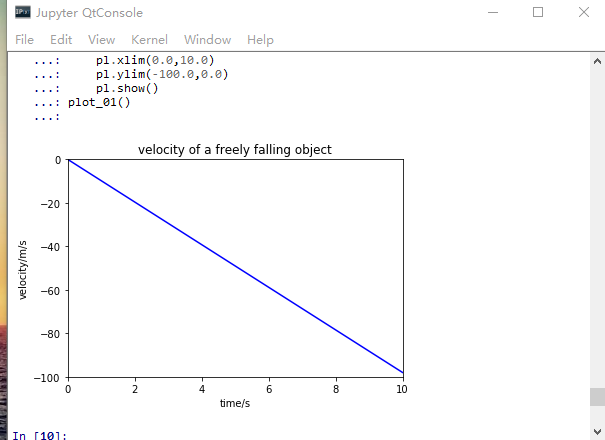 IP[y]: Jupyter QtConsole
File Edit View Kernel Window Help
...:     pl.xlim(0.0,10.0)
...:     pl.ylim(-100.0,0.0)
...:     pl.show()
...: plot_01()
...:
velocity of a freely falling object
0
−20
−40
−60
−80
−100
velocity/m/s
0 2 4 6 8 10
time/s
In [10]: